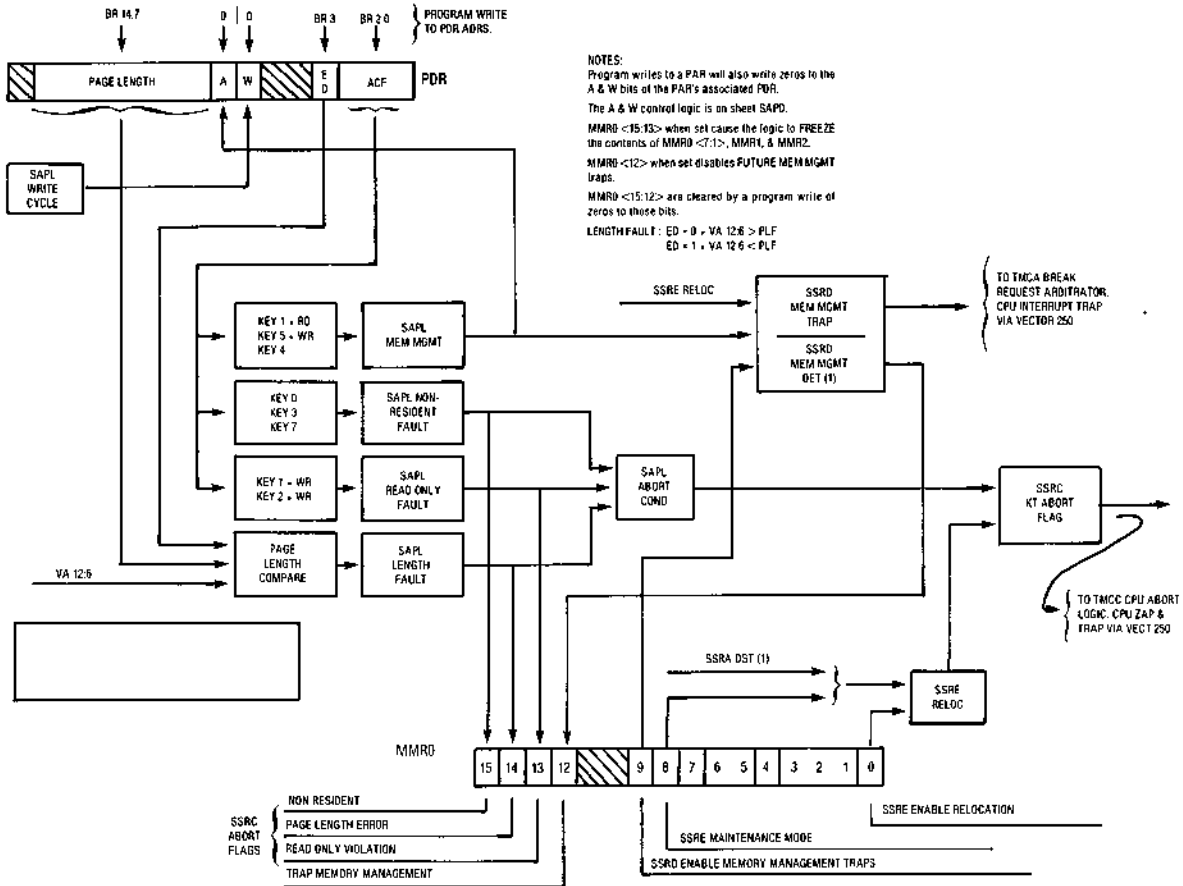 BR 14.7
0 | 0
BR 3
BR 2:0
PROGRAM WRITE
TO PDR ADRS.
PAGE LENGTH
A
W
E
D
ACF
PDR
NOTES:
Program writes to a PAR will also write zeros to the
A & W bits of the PAR's associated PDR.
The A & W control logic is on sheet SAPD.
MMR0 <15:13> when set cause the logic to FREEZE
the contents of MMR0 <7:1>, MMR1, & MMR2.
MMR0 <12> when set disables FUTURE MEM MGMT
traps.
MMR0 <15:12> are cleared by a program write of
zeros to those bits.
LENGTH FAULT : ED = 0 * VA 12:6 > PLF
ED = 1 * VA 12:6 < PLF
SAPL
WRITE
CYCLE
SSRE RELOC
SSRD
MEM MGMT
TRAP
SSRD
MEM MGMT
DET (1)
TO TMCA BREAK
REQUEST ARBITRATOR.
CPU INTERRUPT TRAP
VIA VECTOR 250
KEY 1 * RD
KEY 5 * WR
KEY 4
SAPL
MEM MGMT
KEY 0
KEY 3
KEY 7
SAPL NON-
RESIDENT
FAULT
KEY 1 * WR
KEY 2 * WR
SAPL
READ ONLY
FAULT
SAPL
ABORT
COND
SSRC
KT ABORT
FLAG
PAGE
LENGTH
COMPARE
SAPL
LENGTH
FAULT
VA 12:6
TO TMCC CPU ABORT
LOGIC. CPU ZAP &
TRAP VIA VECT 250
SSRA DST (1)
SSRE
RELOC
MMR0
15 14 13 12 9 8 7 6 5 4 3 2 1 0
SSRC
ABORT
FLAGS
NON RESIDENT
PAGE LENGTH ERROR
READ ONLY VIOLATION
TRAP MEMORY MANAGEMENT
SSRE ENABLE RELOCATION
SSRE MAINTENANCE MODE
SSRD ENABLE MEMORY MANAGEMENT TRAPS